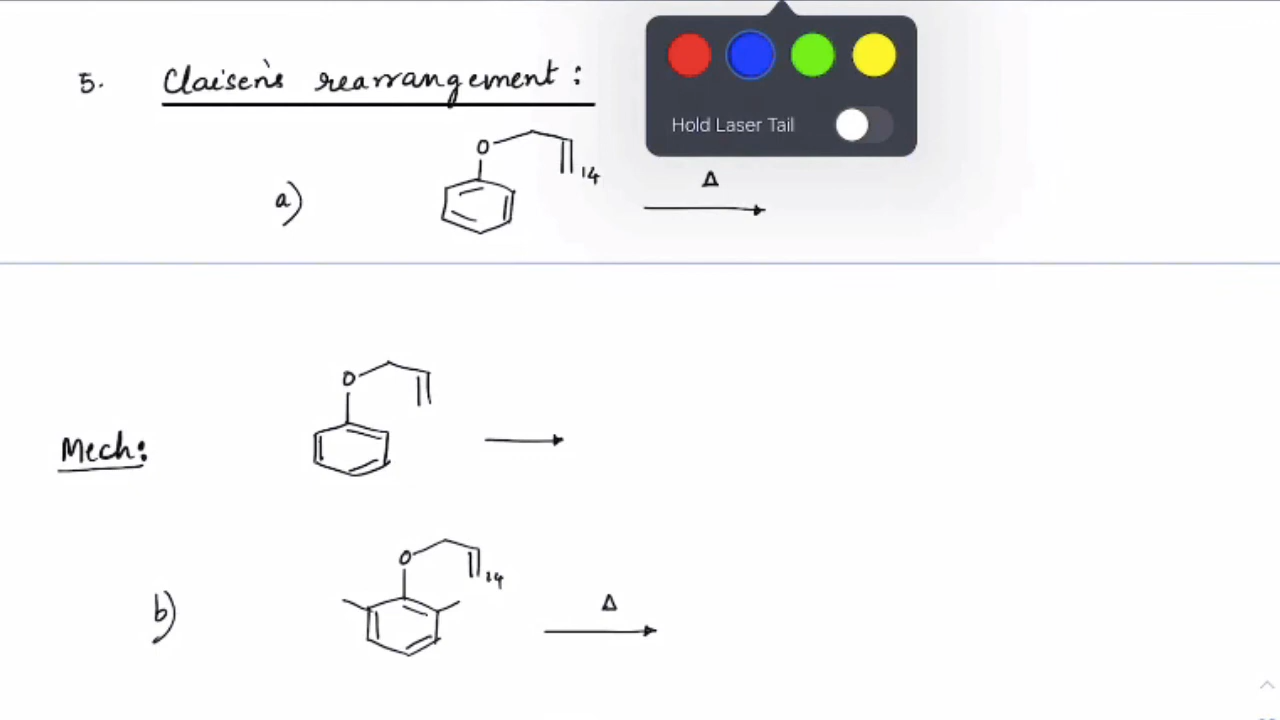 5. Claisen's rearrangement:
Hold Laser Tail
a) O 14 Δ
Mech: O
b) O 14 Δ